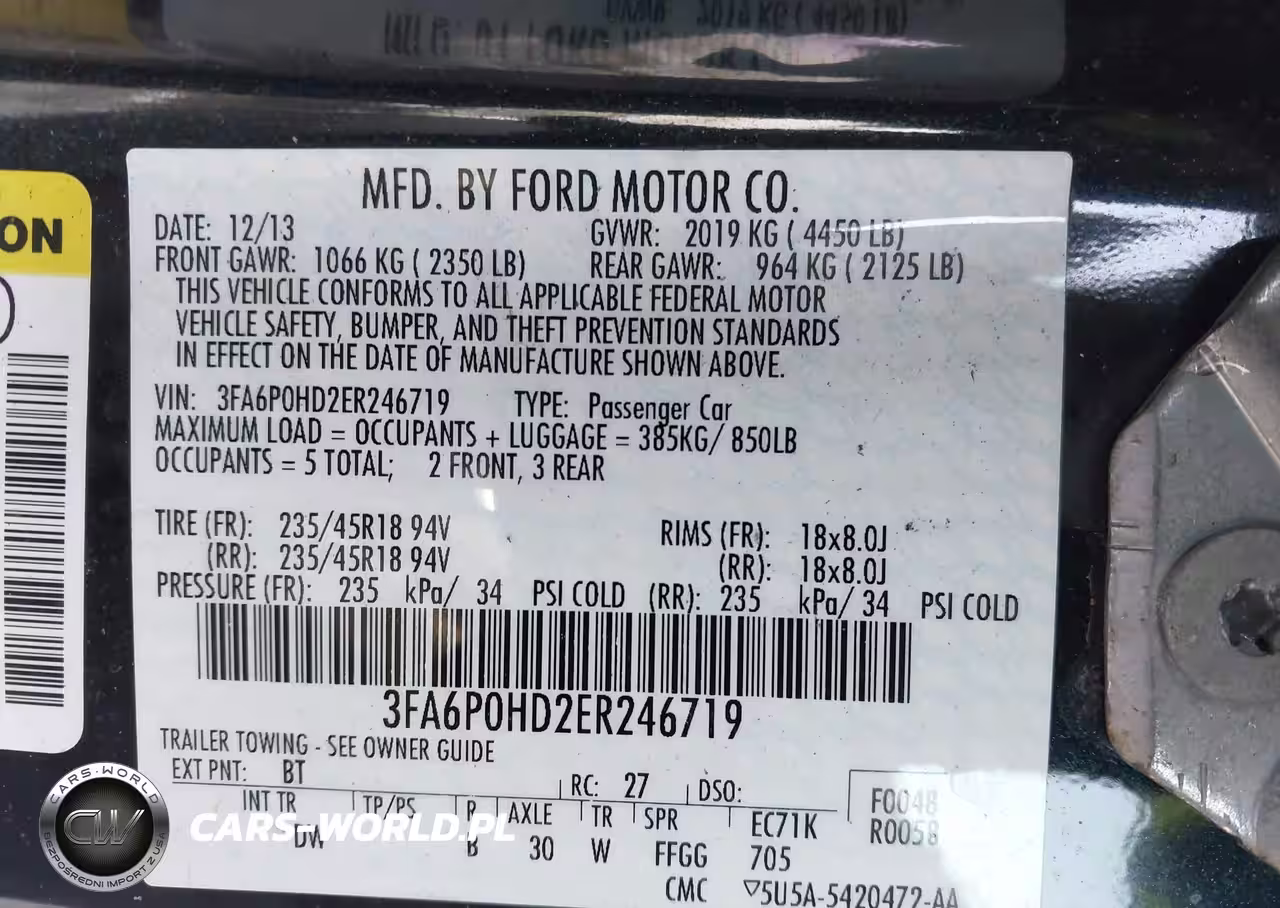 MFD. BY FORD MOTOR CO.
DATE: 12/13 GVWR: 2019 KG ( 4450 LB)
FRONT GAWR: 1066 KG ( 2350 LB) REAR GAWR: 964 KG ( 2125 LB)
THIS VEHICLE CONFORMS TO ALL APPLICABLE FEDERAL MOTOR
VEHICLE SAFETY, BUMPER, AND THEFT PREVENTION STANDARDS
IN EFFECT ON THE DATE OF MANUFACTURE SHOWN ABOVE.
VIN: 3FA6P0HD2ER246719 TYPE: Passenger Car
MAXIMUM LOAD = OCCUPANTS + LUGGAGE = 385KG/ 850LB
OCCUPANTS = 5 TOTAL; 2 FRONT, 3 REAR
TIRE (FR): 235/45R18 94V RIMS (FR): 18x8.0J
(RR): 235/45R18 94V (RR): 18x8.0J
PRESSURE (FR): 235 kPa/ 34 PSI COLD (RR): 235 kPa/ 34 PSI COLD
3FA6P0HD2ER246719
TRAILER TOWING - SEE OWNER GUIDE
EXT PNT: BT RC: 27 DSO:
INT TR TP/PS R AXLE TR SPR EC71K F0048
DW B 30 W FFGG 705 R0058
CMC ▽5U5A-5420472-AA
ON
CARS-WORLD
CW
BEZPOŚREDNI IMPORT Z USA
CARS-WORLD.PL